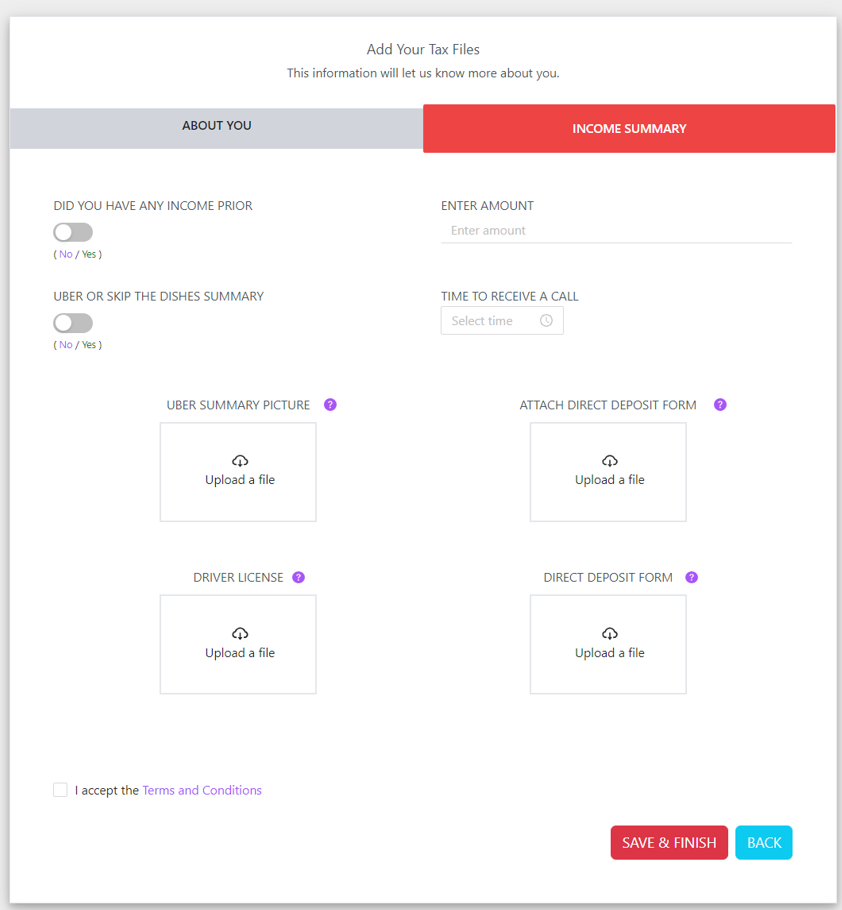 Add Your Tax Files
This information will let us know more about you.
ABOUT YOU
INCOME SUMMARY
DID YOU HAVE ANY INCOME PRIOR
( No / Yes )
ENTER AMOUNT
Enter amount
UBER OR SKIP THE DISHES SUMMARY
( No / Yes )
TIME TO RECEIVE A CALL
Select time
UBER SUMMARY PICTURE ?
Upload a file
ATTACH DIRECT DEPOSIT FORM ?
Upload a file
DRIVER LICENSE ?
Upload a file
DIRECT DEPOSIT FORM ?
Upload a file
I accept the Terms and Conditions
SAVE & FINISH
BACK